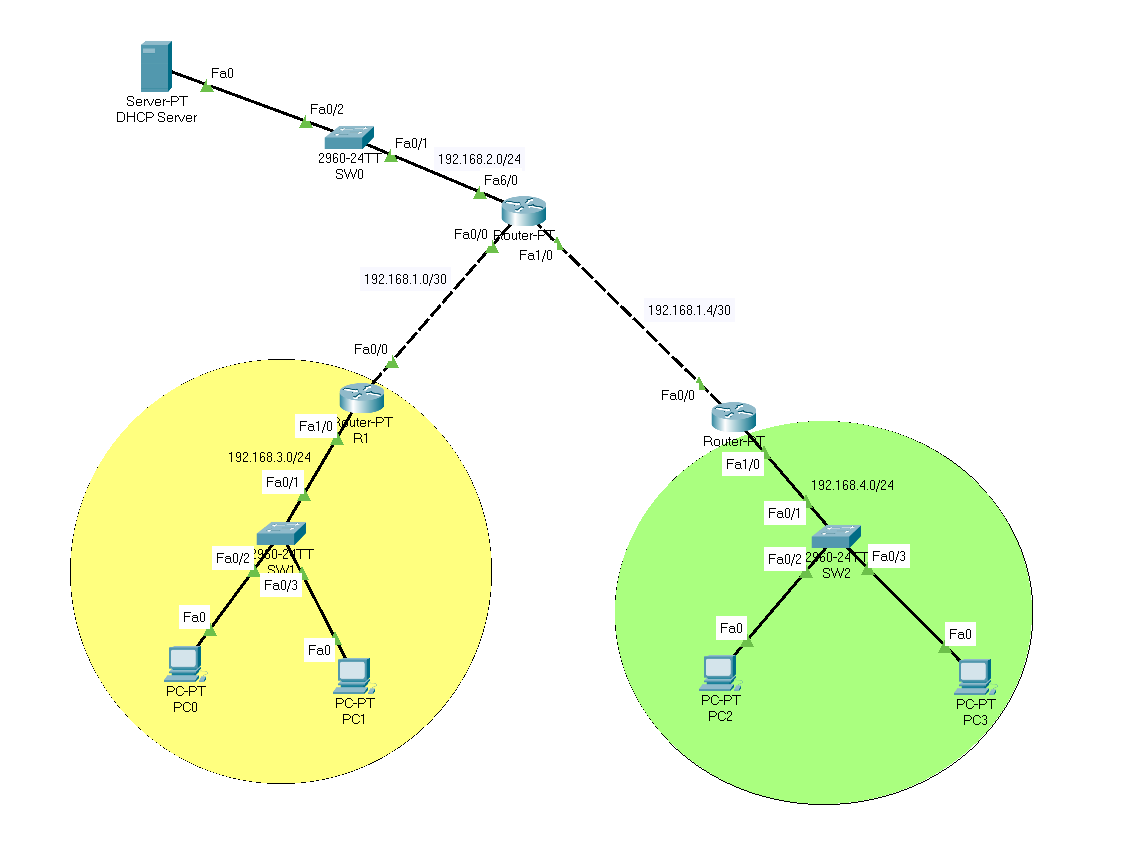 Fa0
Server-PT
DHCP Server
Fa0/2
Fa0/1
2960-24TT
SW0
192.168.2.0/24
Fa6/0
Fa0/0
Router-PT
Fa1/0
192.168.1.0/30
192.168.1.4/30
Fa0/0
Fa0/0
Fa1/0
Router-PT
R1
Router-PT
Fa1/0
192.168.3.0/24
192.168.4.0/24
Fa0/1
Fa0/1
Fa0/2
2960-24TT
SW1
Fa0/3
Fa0/2
2960-24TT
SW2
Fa0/3
Fa0
Fa0
Fa0
Fa0
PC-PT
PC0
PC-PT
PC1
PC-PT
PC2
PC-PT
PC3